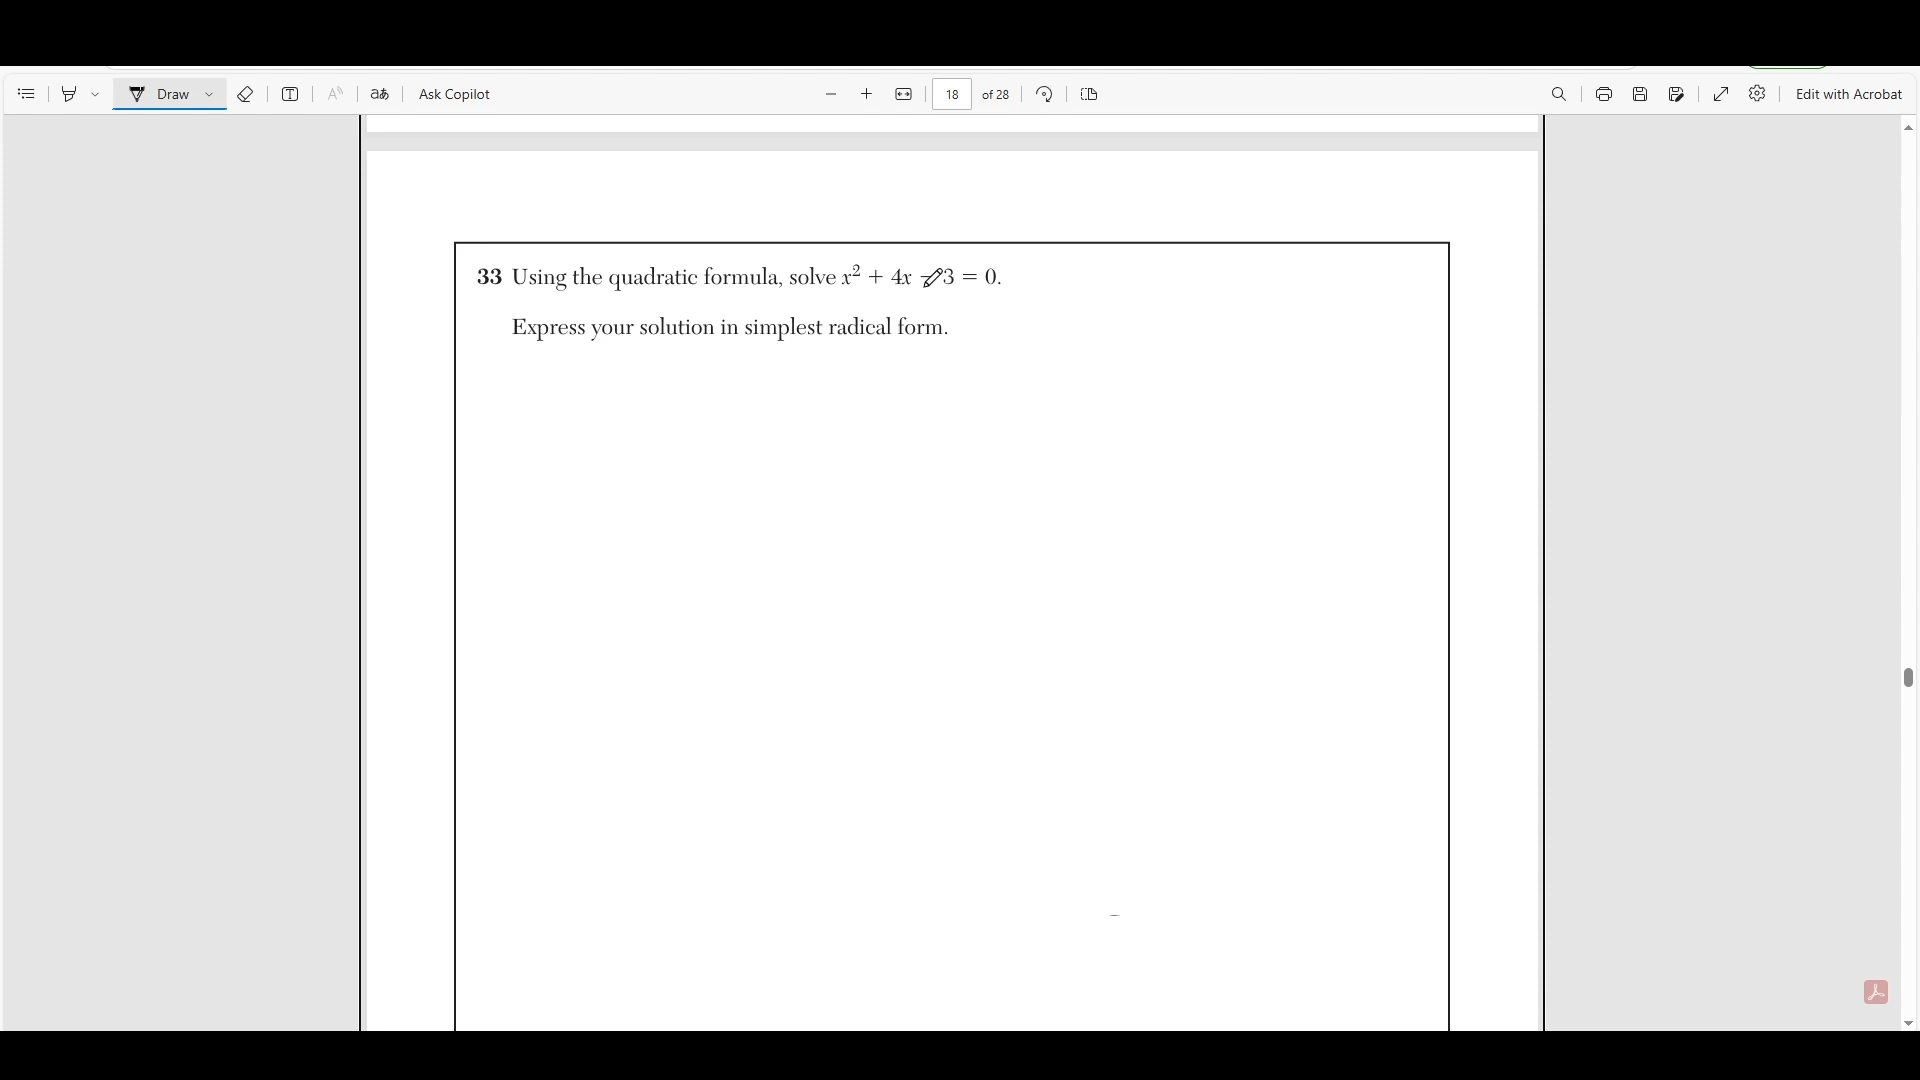 Draw
Ask Copilot
18 of 28
Edit with Acrobat
33 Using the quadratic formula, solve x² + 4x − 3 = 0.
Express your solution in simplest radical form.